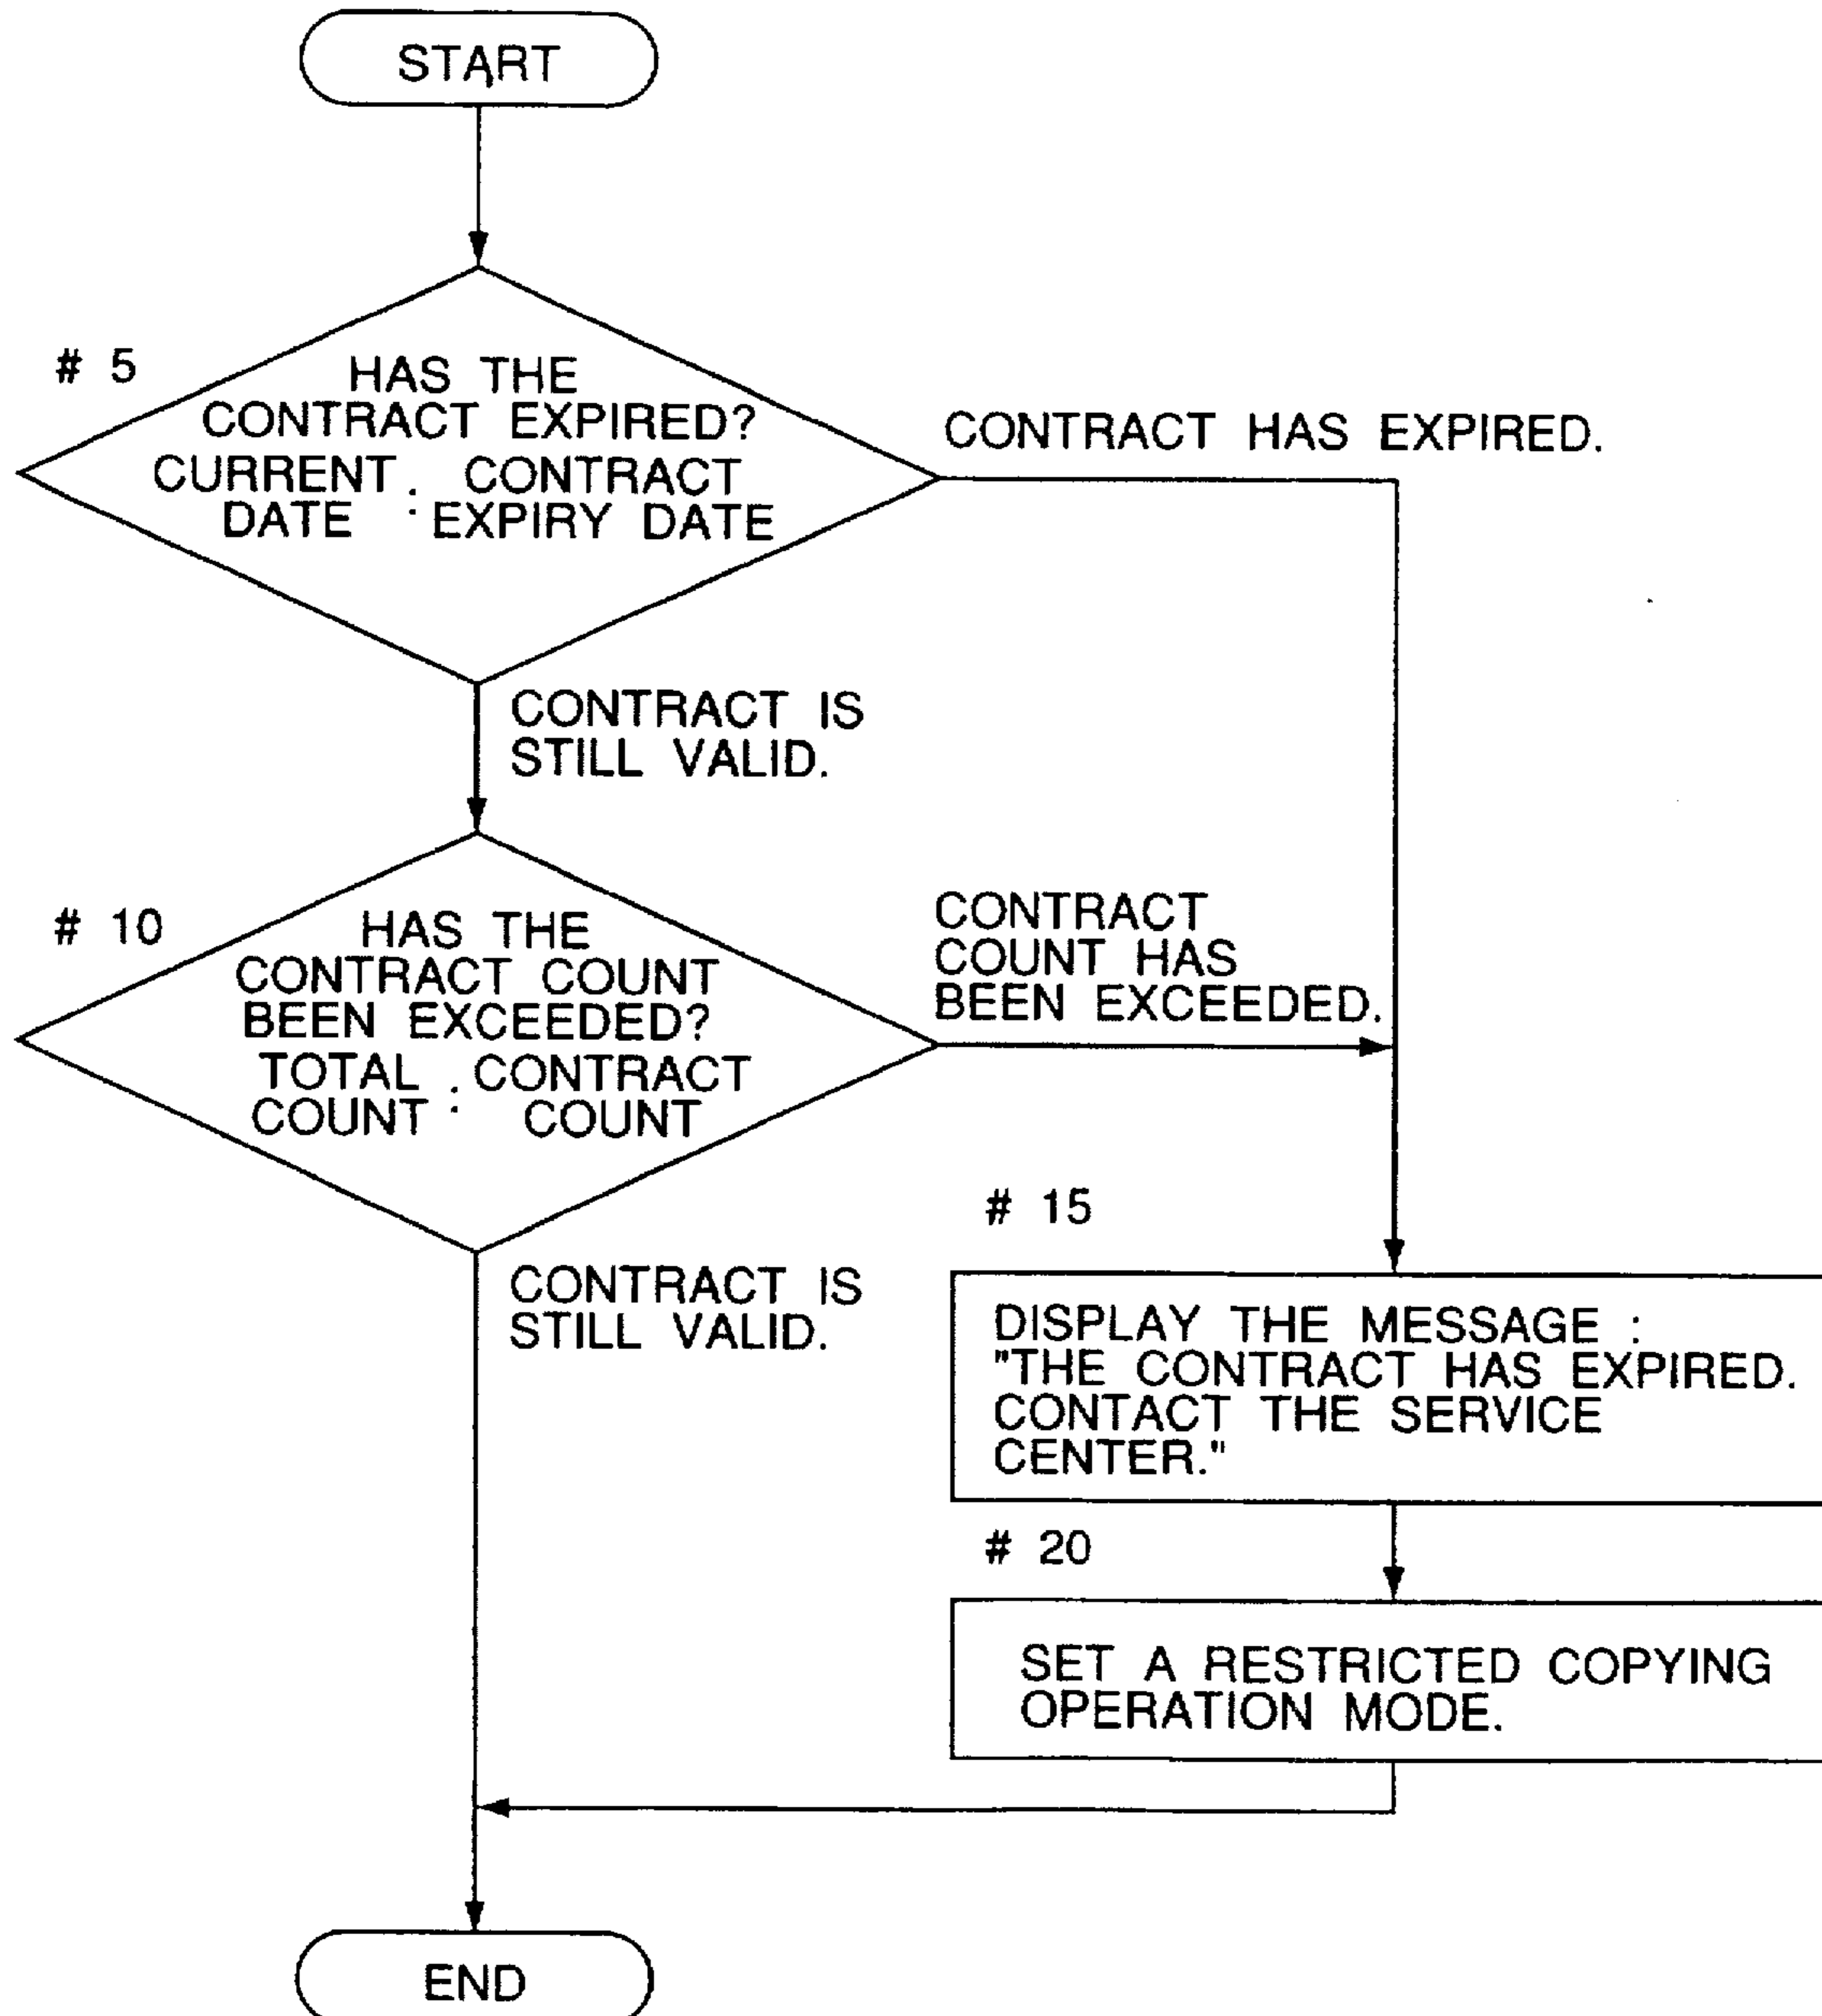 START
# 5
HAS THE
CONTRACT EXPIRED?
CURRENT : CONTRACT
DATE EXPIRY DATE
CONTRACT HAS EXPIRED.
CONTRACT IS
STILL VALID.
# 10
HAS THE
CONTRACT COUNT
BEEN EXCEEDED?
TOTAL : CONTRACT
COUNT COUNT
CONTRACT
COUNT HAS
BEEN EXCEEDED.
CONTRACT IS
STILL VALID.
# 15
DISPLAY THE MESSAGE :
"THE CONTRACT HAS EXPIRED.
CONTACT THE SERVICE
CENTER."
# 20
SET A RESTRICTED COPYING
OPERATION MODE.
END